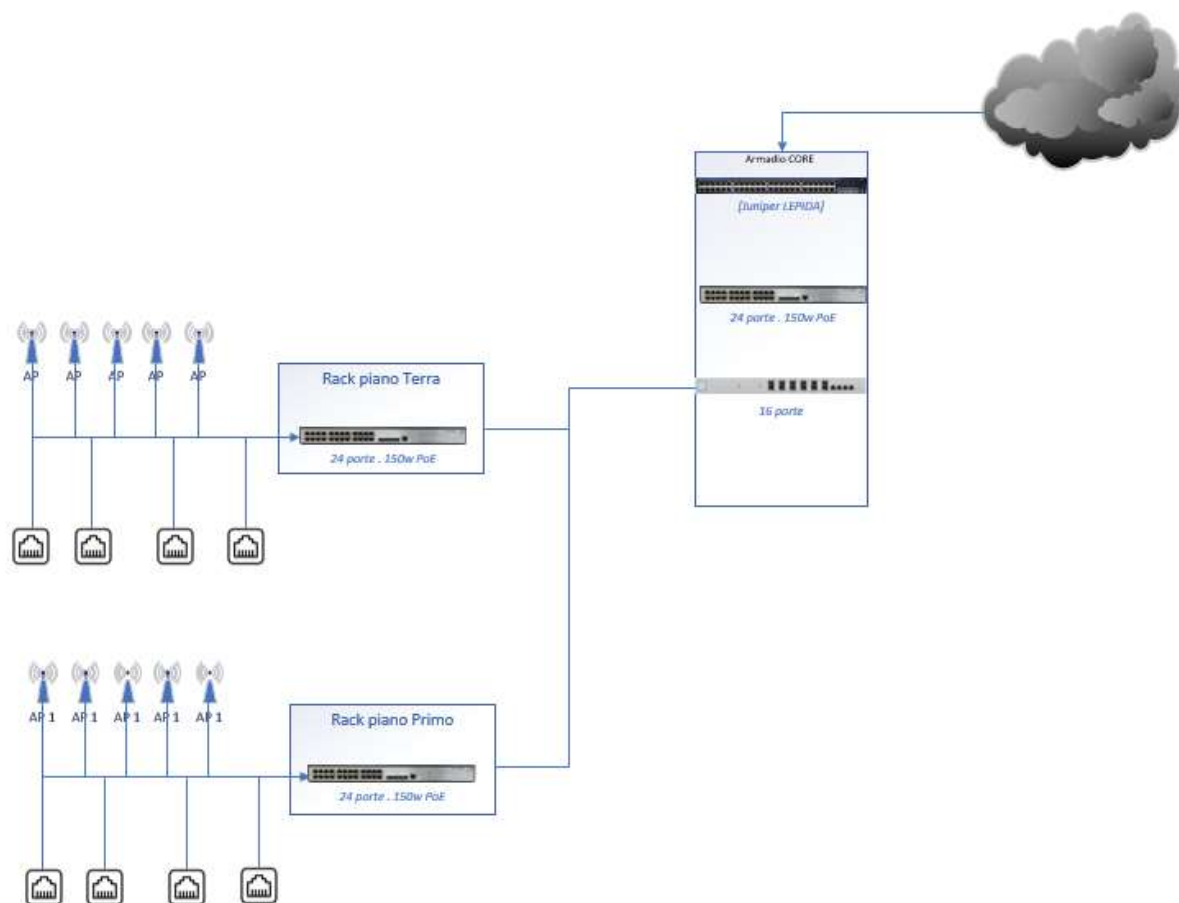 Armadio CORE
(Juniper LEPIDA)
24 porte . 150w PoE
16 porte
AP AP AP AP AP
Rack piano Terra
24 porte . 150w PoE
AP 1 AP 1 AP 1 AP 1 AP 1
Rack piano Primo
24 porte . 150w PoE